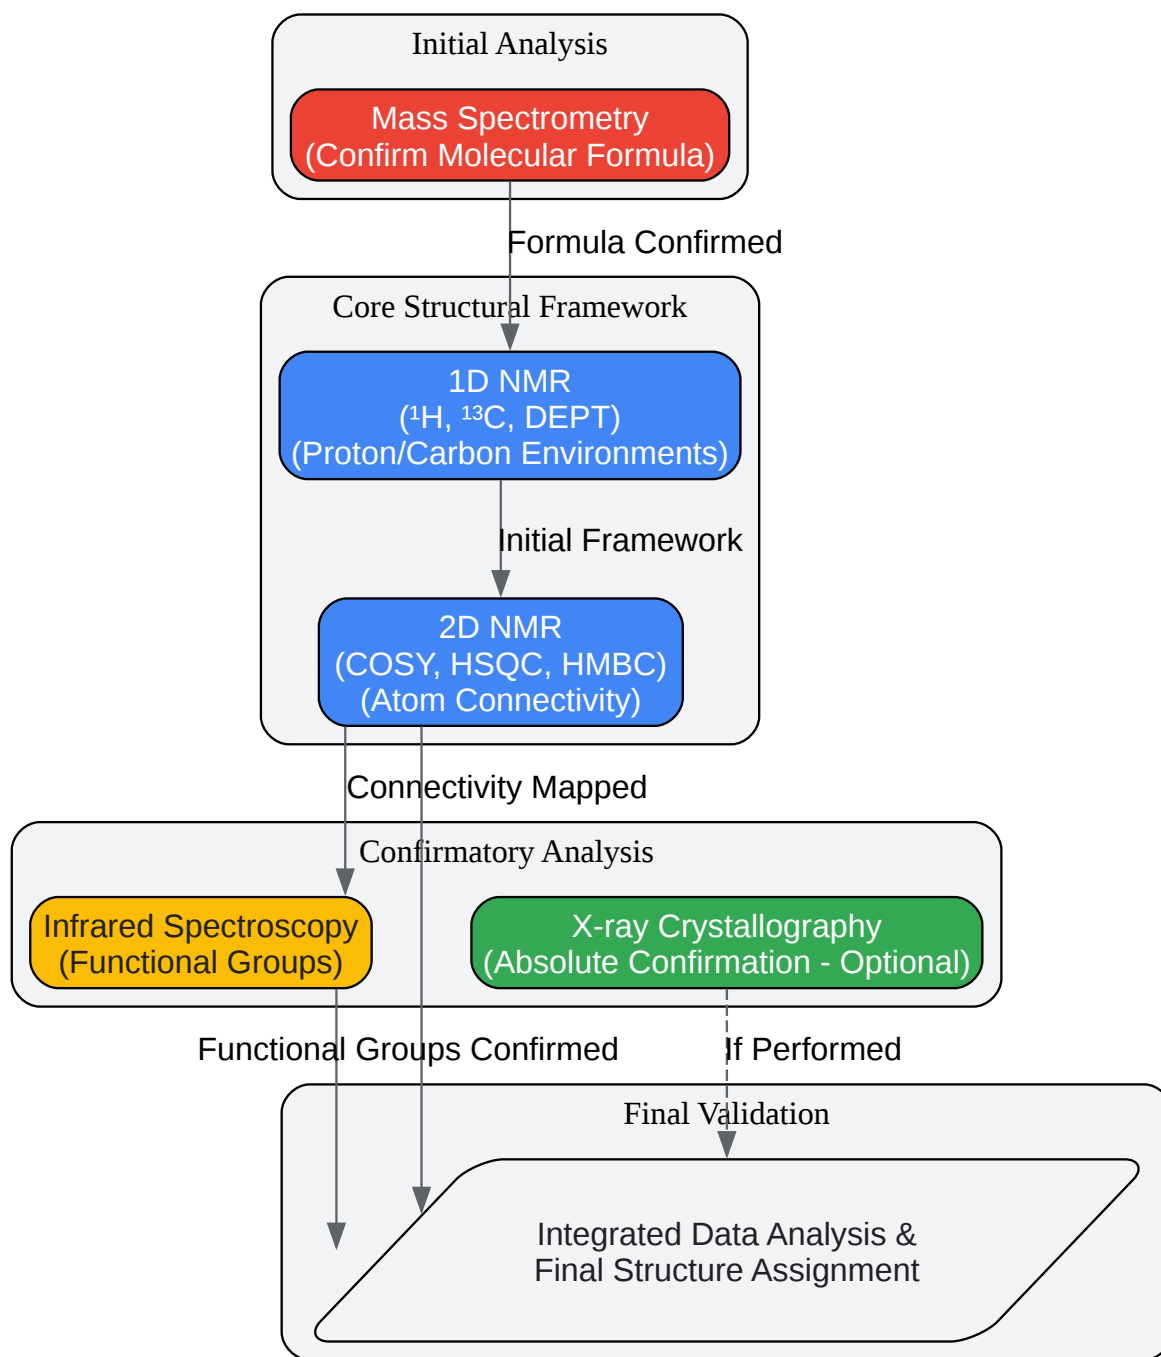 Initial Analysis
Mass Spectrometry
(Confirm Molecular Formula)
Formula Confirmed
Core Structural Framework
1D NMR
(¹H, ¹³C, DEPT)
(Proton/Carbon Environments)
Initial Framework
2D NMR
(COSY, HSQC, HMBC)
(Atom Connectivity)
Connectivity Mapped
Confirmatory Analysis
Infrared Spectroscopy
(Functional Groups)
X-ray Crystallography
(Absolute Confirmation - Optional)
Functional Groups Confirmed
If Performed
Final Validation
Integrated Data Analysis &
Final Structure Assignment